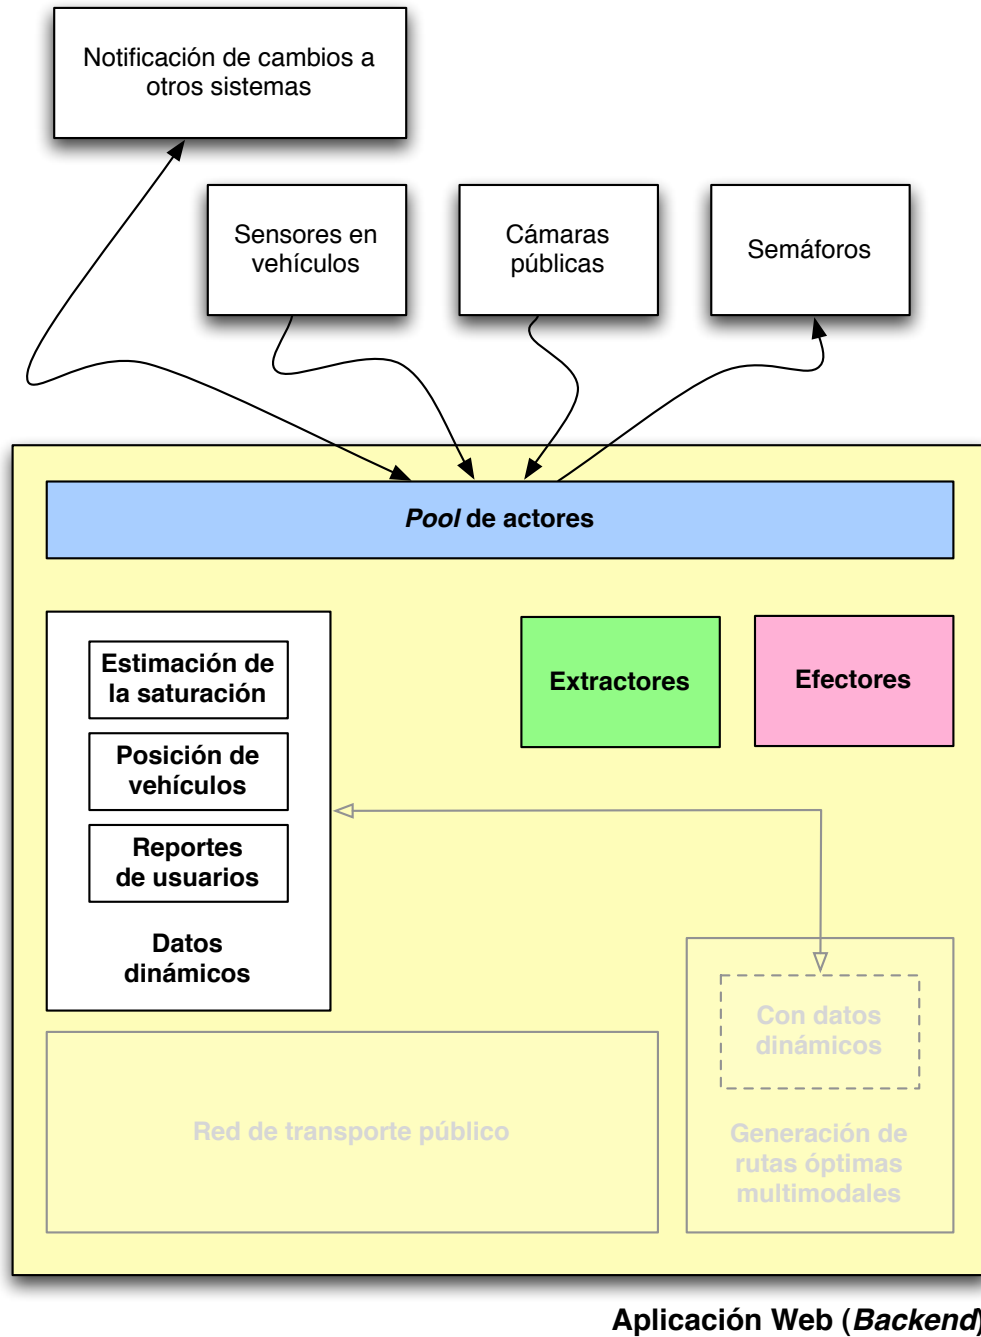 Notificación de cambios a
otros sistemas
Sensores en
vehículos
Cámaras
públicas
Semáforos
Pool de actores
Estimación de
la saturación
Posición de
vehículos
Reportes
de usuarios
Datos
dinámicos
Extractores
Efectores
Con datos
dinámicos
Generación de
rutas óptimas
multimodales
Red de transporte público
Aplicación Web (Backend)